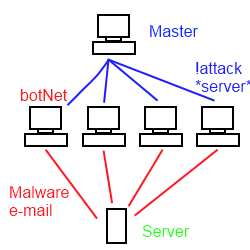 Master
!attack
*server*
botNet
Malware
e-mail
Server